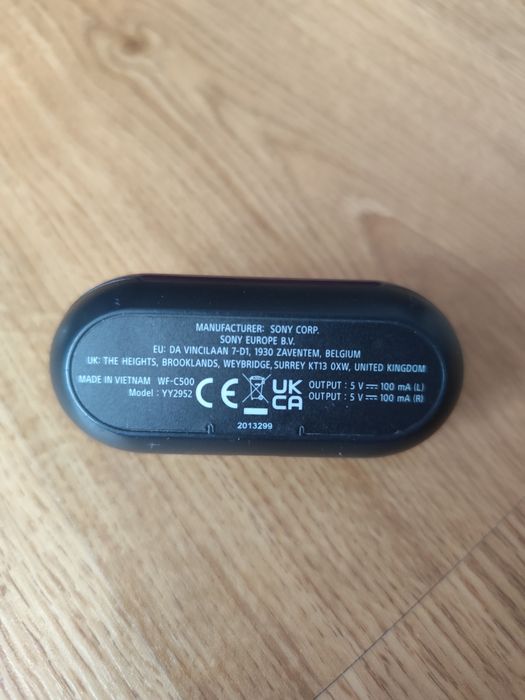 MANUFACTURER: SONY CORP.
SONY EUROPE B.V.
EU: DA VINCILAAN 7-D1, 1930 ZAVENTEM, BELGIUM
UK: THE HEIGHTS, BROOKLANDS, WEYBRIDGE, SURREY KT13 0XW, UNITED KINGDOM
MADE IN VIETNAM WF-C500
Model : YY2952
CE
UK
CA
OUTPUT : 5 V ⎓ 100 mA (L)
OUTPUT : 5 V ⎓ 100 mA (R)
2013299